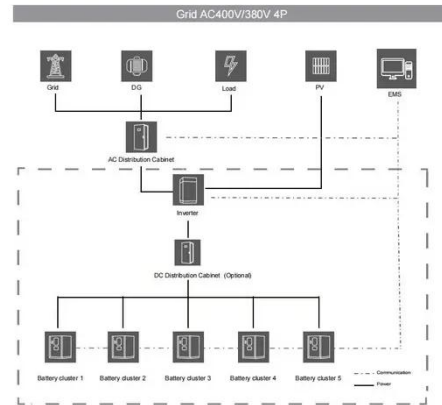 Grid AC400V/380V 4P
Grid
DG
Load
PV
EMS
AC Distribution Cabinet
Inverter
DC Distribution Cabinet (Optional)
Battery cluster 1
Battery cluster 2
Battery cluster 3
Battery cluster 4
Battery cluster 5
Communication
Power